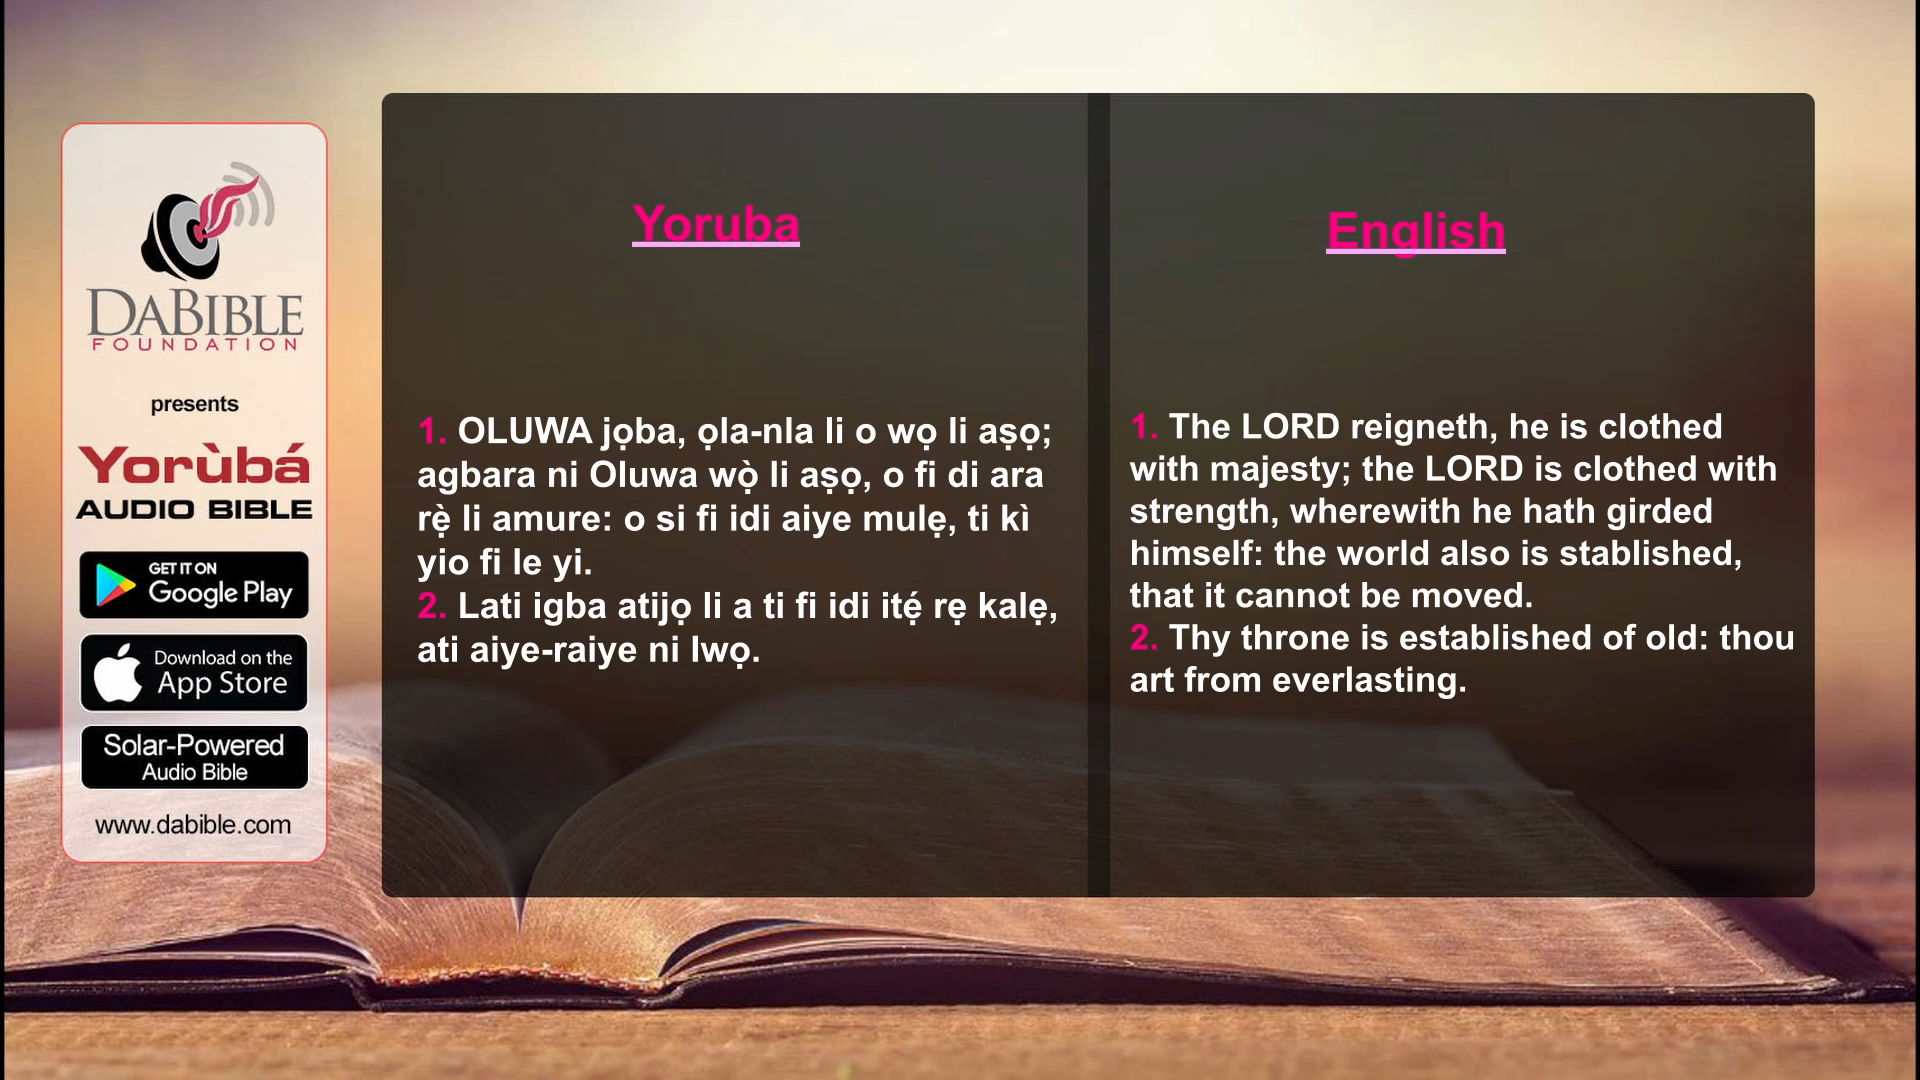 DABIBLE
FOUNDATION
presents
Yorùbá
AUDIO BIBLE
GET IT ON
Google Play
Download on the
App Store
Solar-Powered
Audio Bible
www.dabible.com
Yoruba
1. OLUWA jọba, ọla-nla li o wọ li aṣọ;
agbara ni Oluwa wọ̀ li aṣọ, o fi di ara
rẹ̀ li amure: o si fi idi aiye mulẹ, ti kì
yio fi le yi.
2. Lati igba atijọ li a ti fi idi itẹ́ rẹ kalẹ,
ati aiye-raiye ni Iwọ.
English
1. The LORD reigneth, he is clothed
with majesty; the LORD is clothed with
strength, wherewith he hath girded
himself: the world also is stablished,
that it cannot be moved.
2. Thy throne is established of old: thou
art from everlasting.